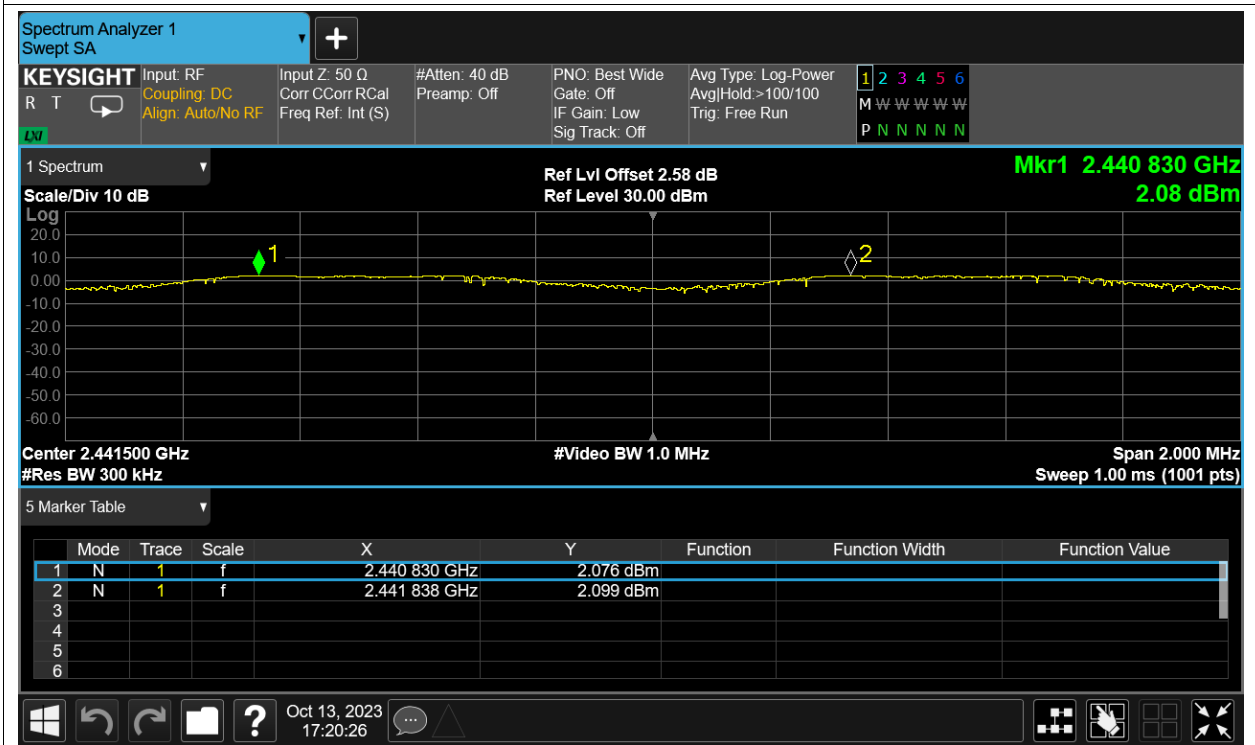 Spectrum Analyzer 1
Swept SA
+
KEYSIGHT
R T
LXI
Input: RF
Coupling: DC
Align: Auto/No RF
Input Z: 50 Ω
Corr CCorr RCal
Freq Ref: Int (S)
#Atten: 40 dB
Preamp: Off
PNO: Best Wide
Gate: Off
IF Gain: Low
Sig Track: Off
Avg Type: Log-Power
Avg|Hold:>100/100
Trig: Free Run
1 2 3 4 5 6
M W W W W W
P N N N N N
1 Spectrum
Scale/Div 10 dB
Ref Lvl Offset 2.58 dB
Ref Level 30.00 dBm
Mkr1 2.440 830 GHz
2.08 dBm
Log
20.0
10.0
0.00
-10.0
-20.0
-30.0
-40.0
-50.0
-60.0
1
2
Center 2.441500 GHz
#Res BW 300 kHz
#Video BW 1.0 MHz
Span 2.000 MHz
Sweep 1.00 ms (1001 pts)
5 Marker Table
Mode Trace Scale X Y Function Function Width Function Value
1 N 1 f 2.440 830 GHz 2.076 dBm
2 N 1 f 2.441 838 GHz 2.099 dBm
3
4
5
6
?
Oct 13, 2023
17:20:26